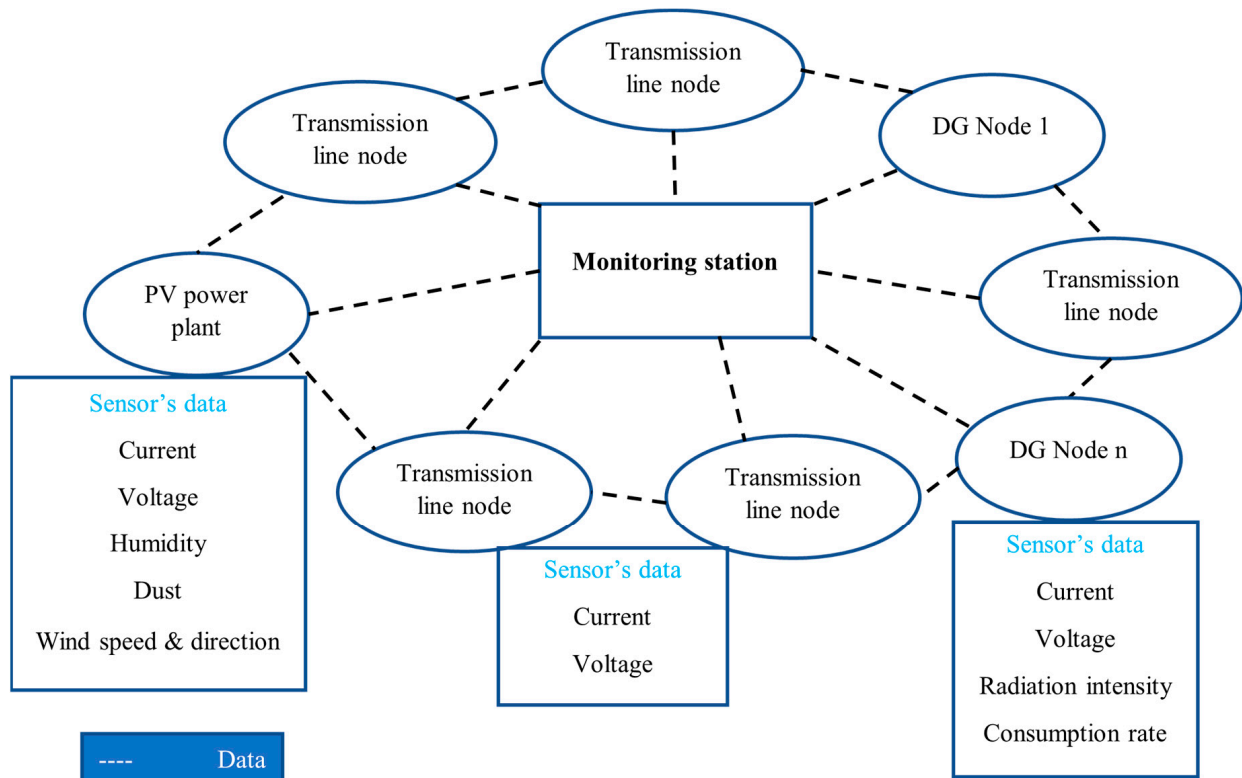 Transmission
line node
Transmission
line node
DG Node 1
Monitoring station
PV power
plant
Transmission
line node
Sensor's data
Current
Voltage
Humidity
Dust
Wind speed & direction
Transmission
line node
Transmission
line node
DG Node n
Sensor's data
Current
Voltage
Sensor's data
Current
Voltage
Radiation intensity
Consumption rate
---- Data